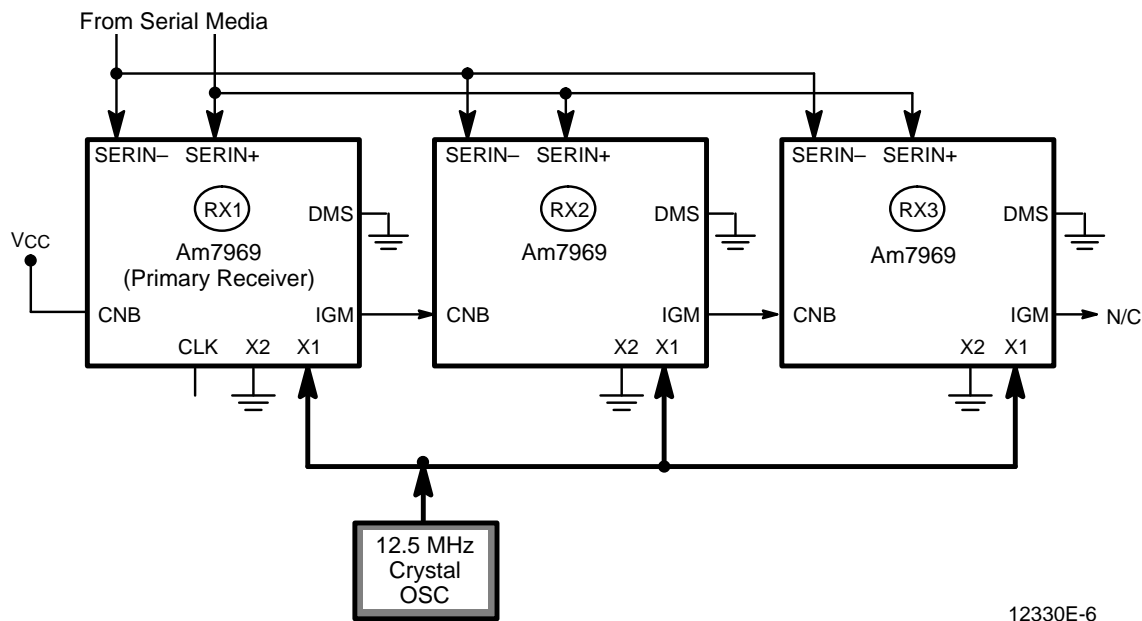 From Serial Media
SERIN– SERIN+
SERIN– SERIN+
SERIN– SERIN+
RX1
DMS
RX2
DMS
RX3
DMS
VCC
Am7969
(Primary Receiver)
Am7969
Am7969
CNB
IGM
CNB
IGM
CNB
IGM
N/C
CLK X2 X1
X2 X1
X2 X1
12.5 MHz
Crystal
OSC
12330E-6